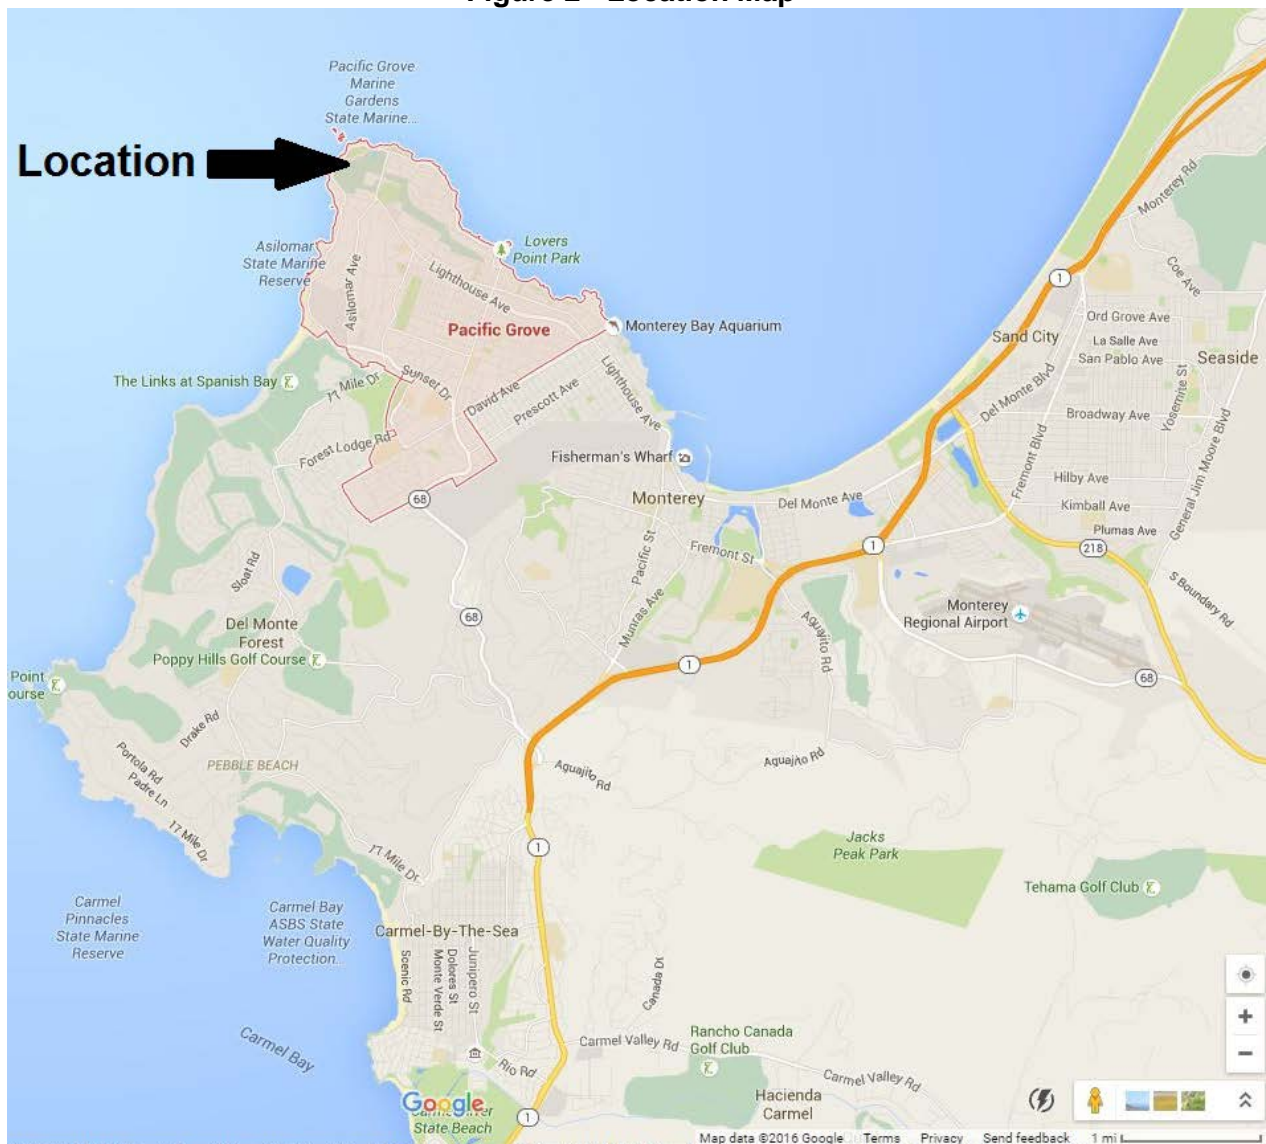 Figure 2 - Location Map
Pacific Grove
Marine
Gardens
State Marine...
Location
Asilomar
State Marine
Reserve
Lovers
Point Park
Asilomar Ave
Lighthouse Ave
Pacific Grove
Monterey Bay Aquarium
1
Monterey Rd
Coe Ave
Ord Grove Ave
Sand City
La Salle Ave
San Pablo Ave
Seaside
The Links at Spanish Bay
17 Mile Dr
Sunset Dr
David Ave
Prescott Ave
Lighthouse Ave
Del Monte Blvd
Yosemite St
Broadway Ave
Forest Lodge Rd
Fisherman's Wharf
Fremont Blvd
General Jim Moore Blvd
Hilby Ave
68
Monterey
Del Monte Ave
Kimball Ave
Plumas Ave
Pacific St
Fremont St
1
218
Sloat Rd
S Boundary Rd
68
Munras Ave
Aguajito Rd
Monterey
Regional Airport
Del Monte
Forest
Poppy Hills Golf Course
1
68
Point
ourse
Drake Rd
Portola Rd
Padre Ln
PEBBLE BEACH
Aguajito Rd
Aguajito Rd
17 Mile Dr
17 Mile Dr
1
Jacks
Peak Park
Tehama Golf Club
Carmel
Pinnacles
State Marine
Reserve
Carmel Bay
ASBS State
Water Quality
Protection...
Carmel-By-The-Sea
Scenic Rd
Monte Verde St
Dolores St
Junipero St
Canada Dr
Carmel Bay
Rio Rd
Carmel Valley Rd
Rancho Canada
Golf Club
Carmel Valley Rd
Hacienda
Carmel
Google
State Beach
1
Map data ©2016 Google Terms Privacy Send feedback 1 mi